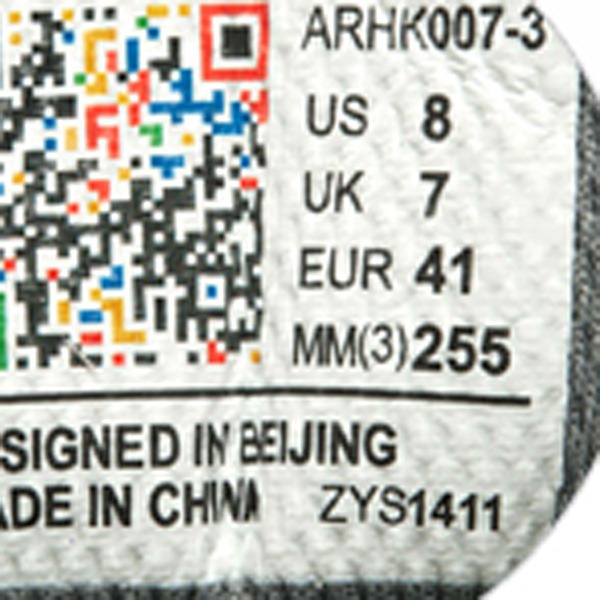 ARHK007-3
US 8
UK 7
EUR 41
MM(3)255
SIGNED IN BEIJING
ADE IN CHINA ZYS1411